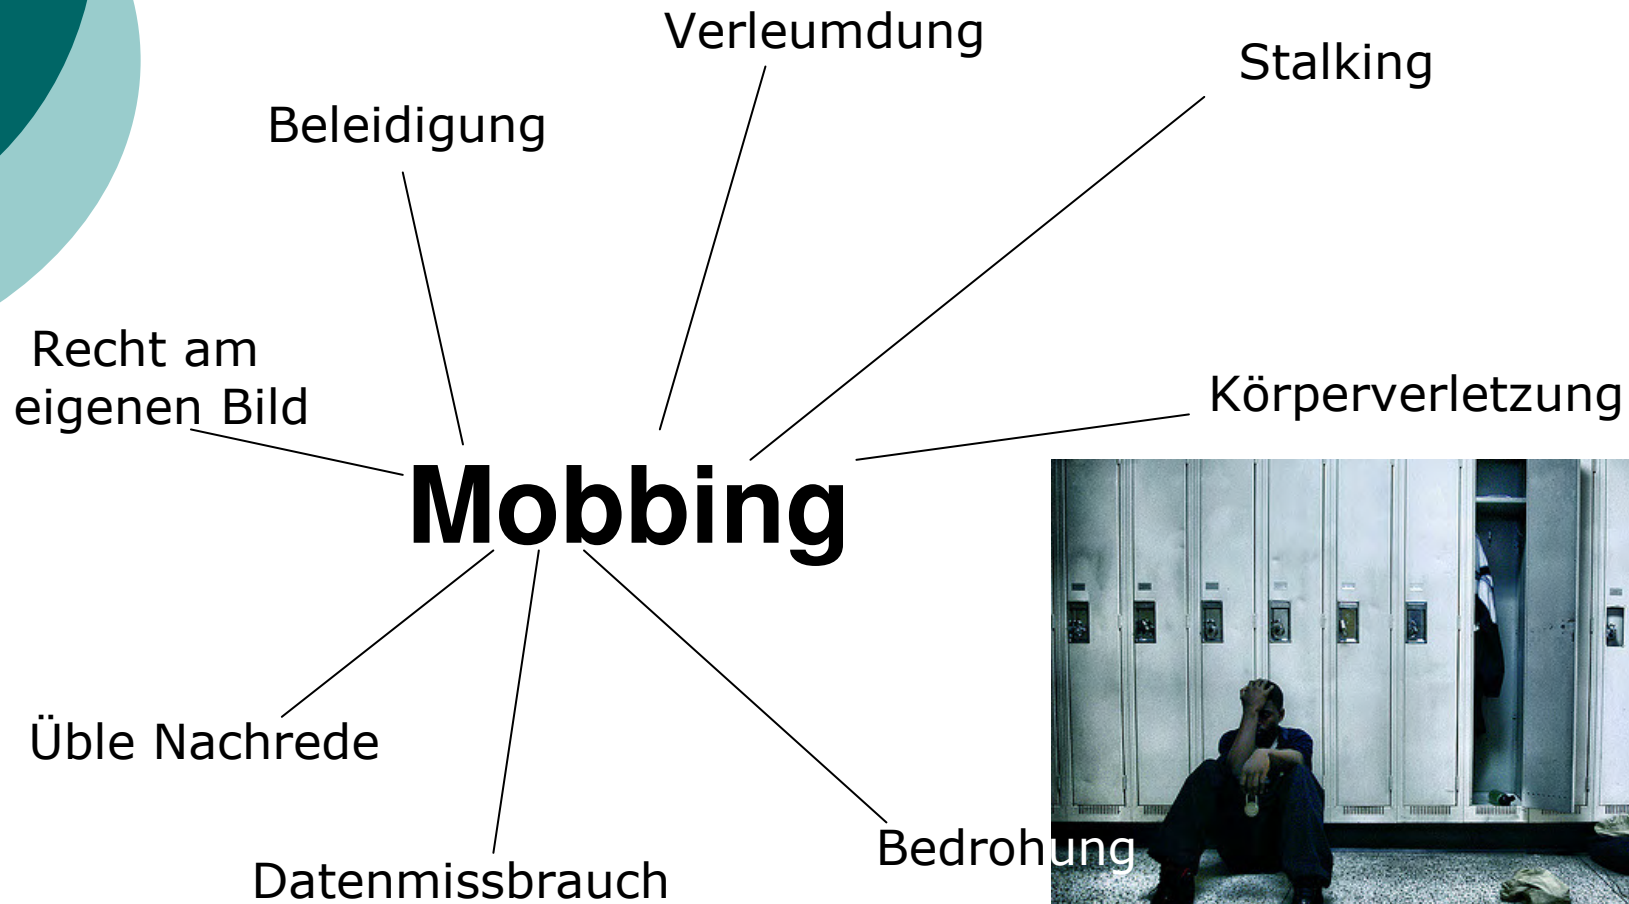 Verleumdung
Stalking
Beleidigung
Recht am
eigenen Bild
Körperverletzung
Mobbing
Üble Nachrede
Bedrohung
Datenmissbrauch